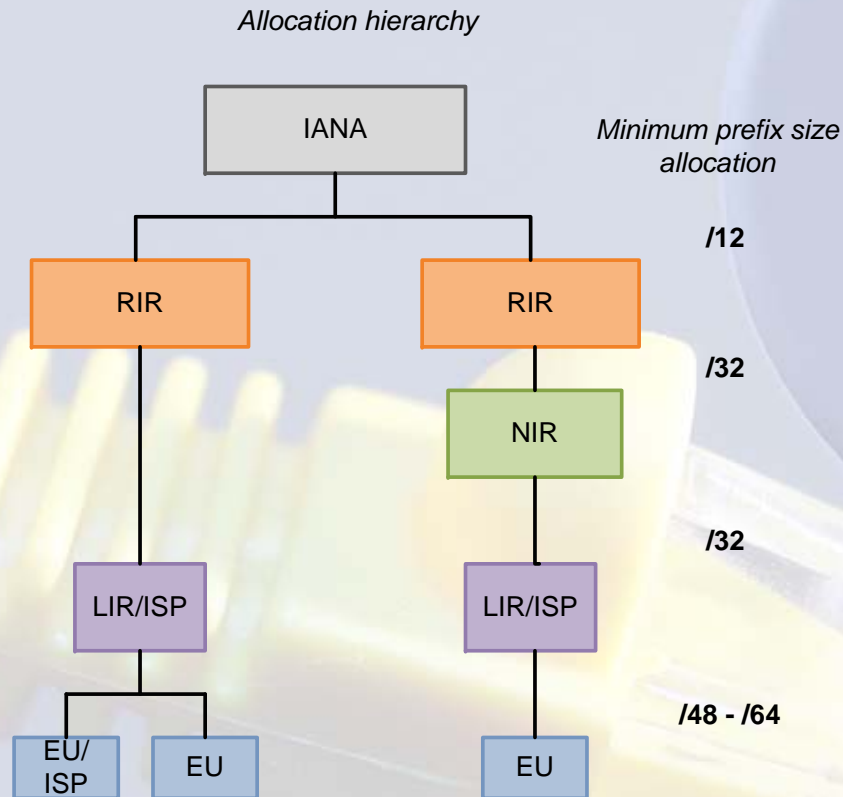 Allocation hierarchy
IANA
Minimum prefix size
allocation
/12
RIR
RIR
/32
NIR
/32
LIR/ISP
LIR/ISP
/48 - /64
EU/
ISP
EU
EU